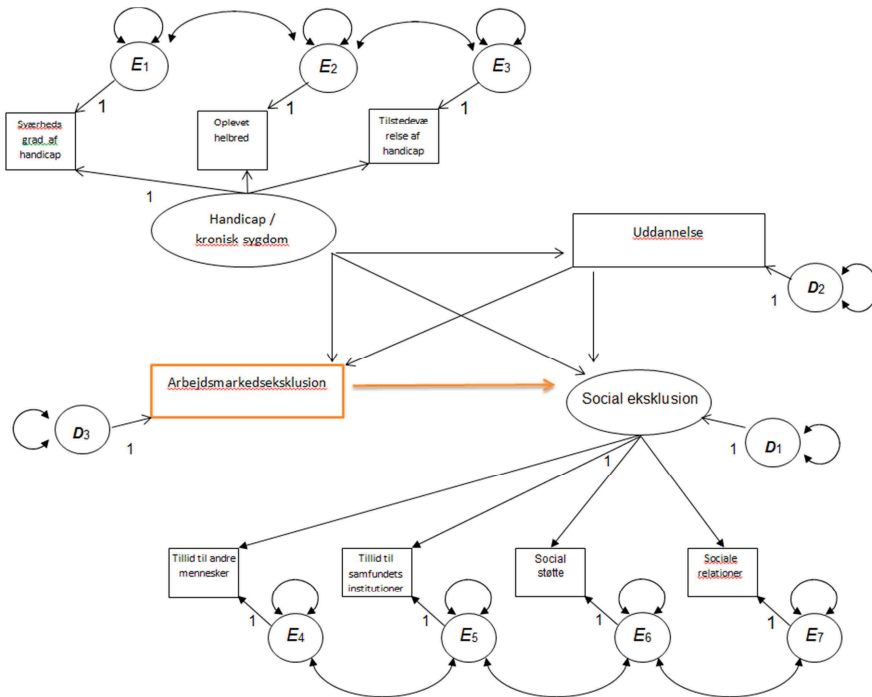 E1
E2
E3
1
1
1
Sværheds
grad af
handicap
Oplevet
helbred
Tilstedevæ
relse af
handicap
1
Handicap /
kronisk sygdom
Uddannelse
D2
1
Arbejdsmarkedseksklusion
Social eksklusion
D3
1
D1
1
1
Tillid til andre
mennesker
Tillid til
samfundets
institutioner
Social
støtte
Sociale
relationer
1
1
1
1
E4
E5
E6
E7